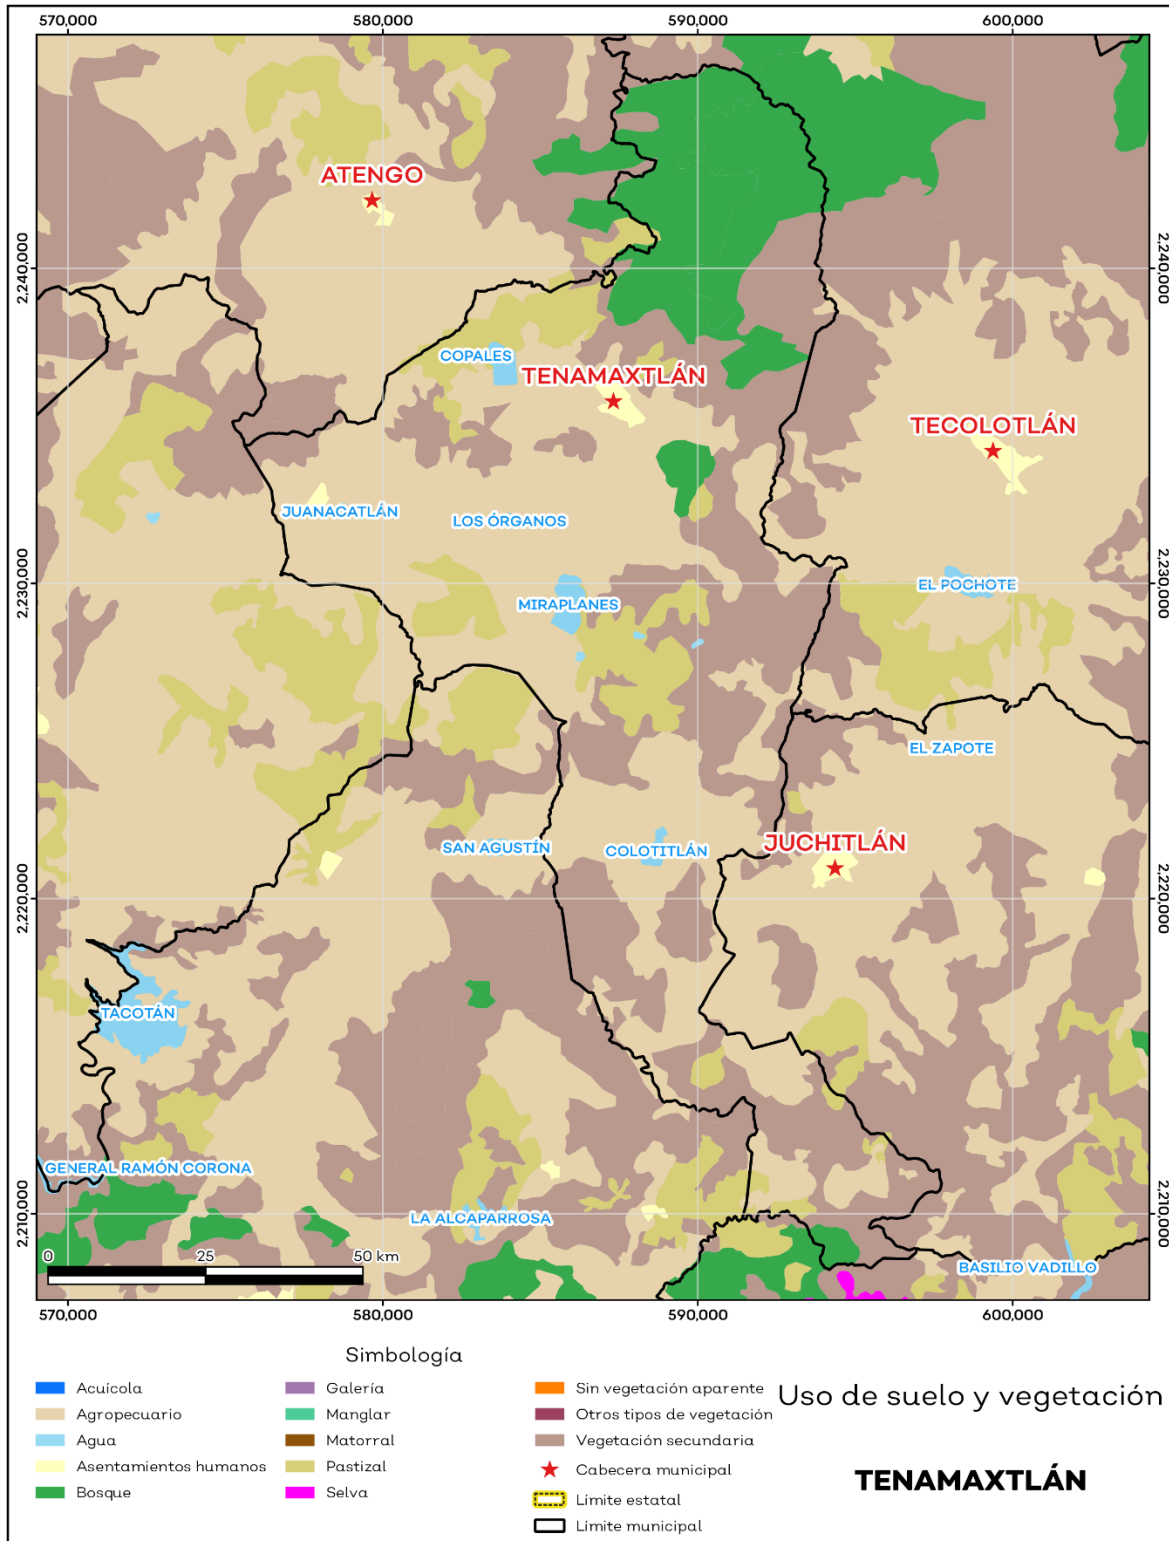 570,000 580,000 590,000 600,000
ATENGO
2,240,000 2,240,000
COPALES
TENAMAXTLÁN
TECOLOTLÁN
JUANACATLÁN
LOS ÓRGANOS
2,230,000 2,230,000
EL POCHOTE
MIRAPLANES
EL ZAPOTE
JUCHITLÁN
SAN AGUSTÍN
COLOTITLÁN
2,220,000 2,220,000
TACOTÁN
GENERAL RAMÓN CORONA
LA ALCAPARROSA
2,210,000 2,210,000
BASILIO VADILLO
0 25 50 km
570,000 580,000 590,000 600,000
Simbología
Acuícola
Agropecuario
Agua
Asentamientos humanos
Bosque
Galería
Manglar
Matorral
Pastizal
Selva
Sin vegetación aparente
Otros tipos de vegetación
Vegetación secundaria
Cabecera municipal
Límite estatal
Límite municipal
Uso de suelo y vegetación
TENAMAXTLÁN